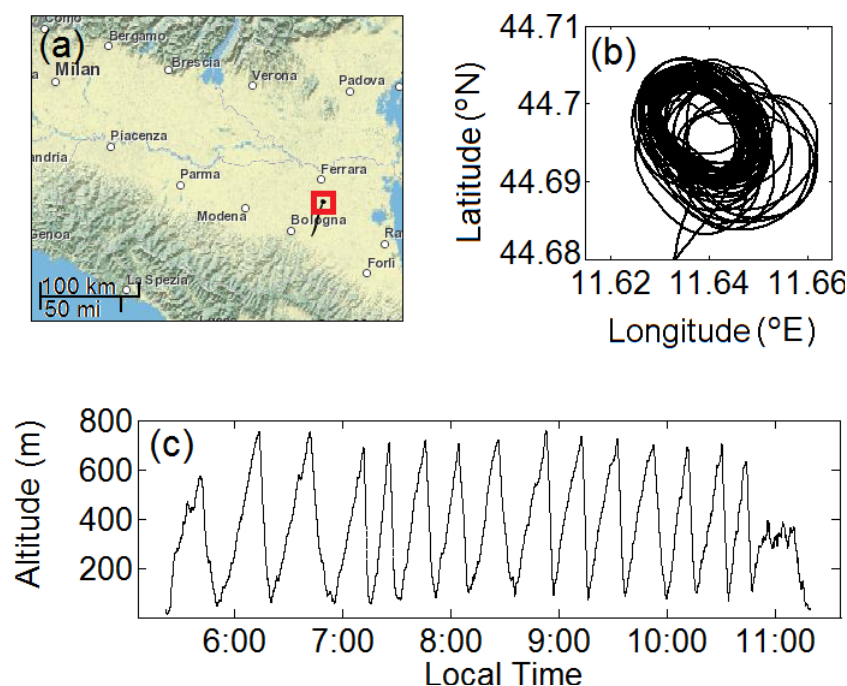 (a)
Como
Bergamo
Milan
Brescia
Verona
Padova
Piacenza
andria
Parma
Ferrara
Modena
Bologna
Genoa
Ra
Forlì
La Spezia
100 km
50 mi
(b)
44.71
44.7
44.69
44.68
Latitude (°N)
11.62 11.64 11.66
Longitude (°E)
(c)
800
600
400
200
Altitude (m)
6:00 7:00 8:00 9:00 10:00 11:00
Local Time